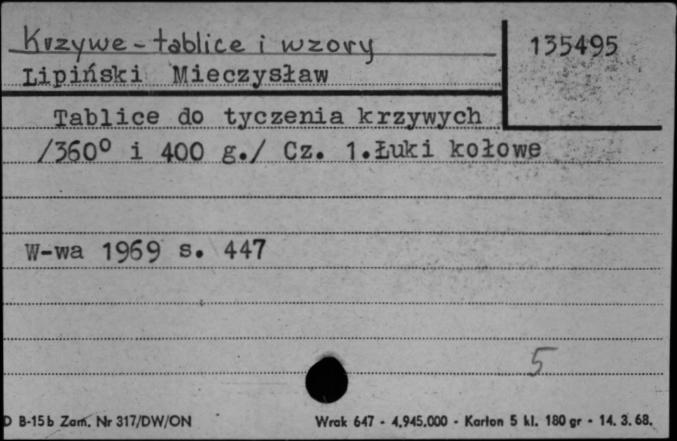 Krzywe - tablice i wzory
135495
Lipiński Mieczysław
Tablice do tyczenia krzywych
/360° i 400 g./ Cz. 1.Łuki kołowe
W-wa 1969 s. 447
5
D B-15b Zam. Nr 317/DW/ON Wrak 647 - 4.945.000 - Karton 5 kl. 180 gr - 14. 3. 68.